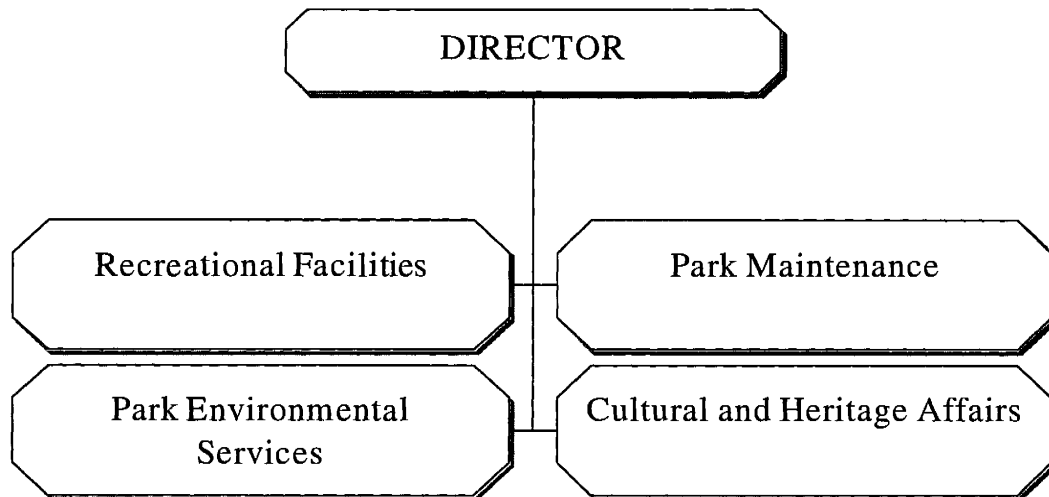 DIRECTOR
Recreational Facilities
Park Maintenance
Park Environmental
Services
Cultural and Heritage Affairs